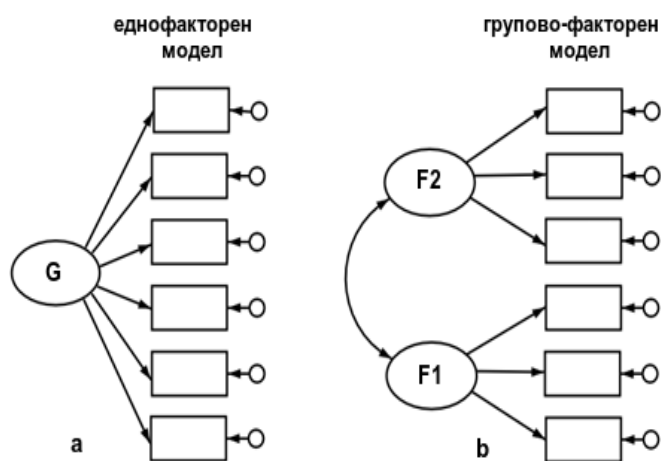 еднофакторен
модел
групово-факторен
модел
G
F2
F1
a
b